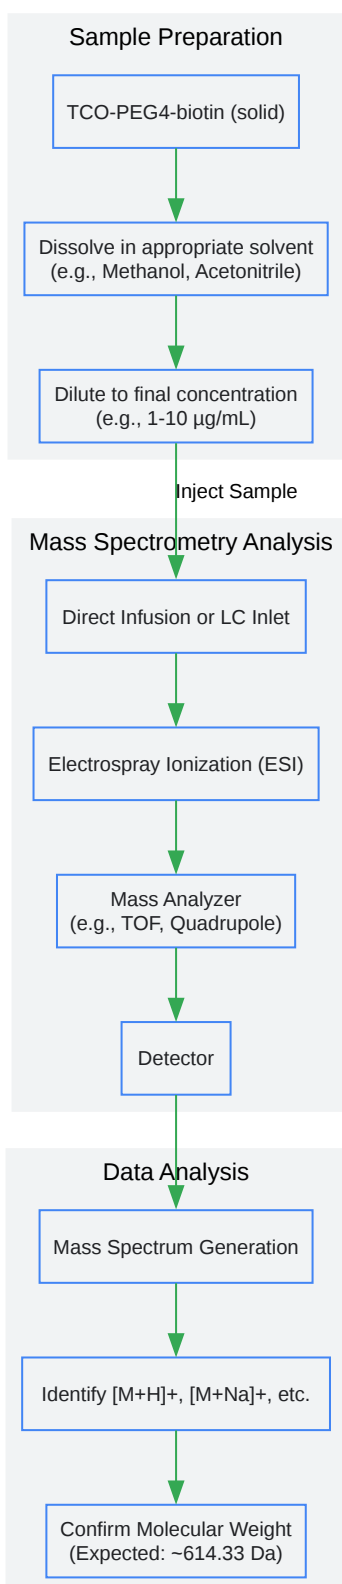 Sample Preparation
TCO-PEG4-biotin (solid)
Dissolve in appropriate solvent
(e.g., Methanol, Acetonitrile)
Dilute to final concentration
(e.g., 1-10 µg/mL)
Inject Sample
Mass Spectrometry Analysis
Direct Infusion or LC Inlet
Electrospray Ionization (ESI)
Mass Analyzer
(e.g., TOF, Quadrupole)
Detector
Data Analysis
Mass Spectrum Generation
Identify [M+H]+, [M+Na]+, etc.
Confirm Molecular Weight
(Expected: ~614.33 Da)